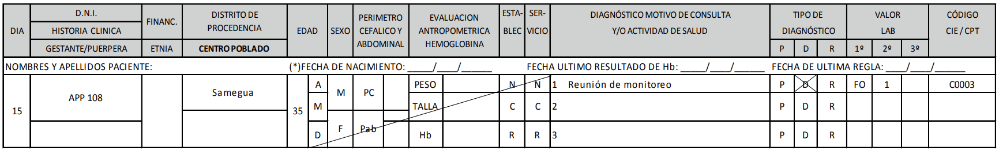 DIA D.N.I. FINANC. DISTRITO DE PROCEDENCIA EDAD SEXO PERIMETRO CEFALICO Y ABDOMINAL EVALUACION ANTROPOMETRICA HEMOGLOBINA ESTA-BLEC SER-VICIO DIAGNÓSTICO MOTIVO DE CONSULTA Y/O ACTIVIDAD DE SALUD TIPO DE DIAGNÓSTICO VALOR LAB CÓDIGO CIE / CPT
HISTORIA CLINICA
GESTANTE/PUERPERA ETNIA CENTRO POBLADO P D R 1º 2º 3º
NOMBRES Y APELLIDOS PACIENTE: (*)FECHA DE NACIMIENTO: _____/____/______ FECHA ULTIMO RESULTADO DE Hb: _____/____/______ FECHA DE ULTIMA REGLA: ____/____/______
15 APP 108 Samegua 35 A M PC PESO N N 1 Reunión de monitoreo P D R FO 1 C0003
M TALLA C C 2 P D R
D F Pab Hb R R 3 P D R